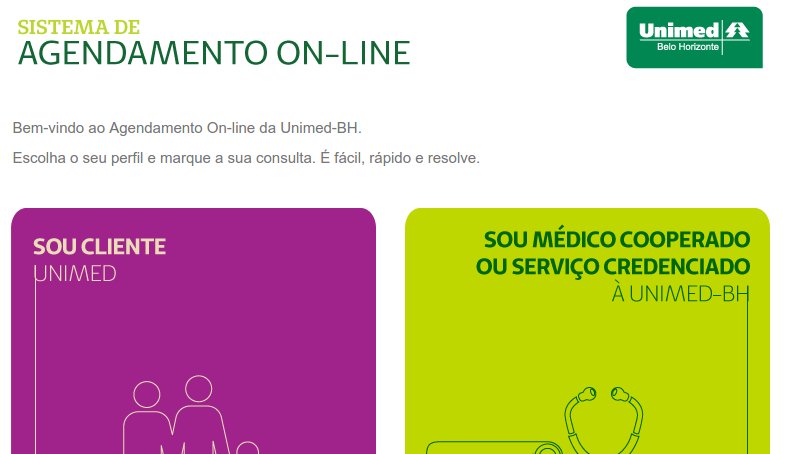 SISTEMA DE
AGENDAMENTO ON-LINE
Unimed
Belo Horizonte
Bem-vindo ao Agendamento On-line da Unimed-BH.
Escolha o seu perfil e marque a sua consulta. É fácil, rápido e resolve.
SOU CLIENTE
UNIMED
SOU MÉDICO COOPERADO
OU SERVIÇO CREDENCIADO
À UNIMED-BH